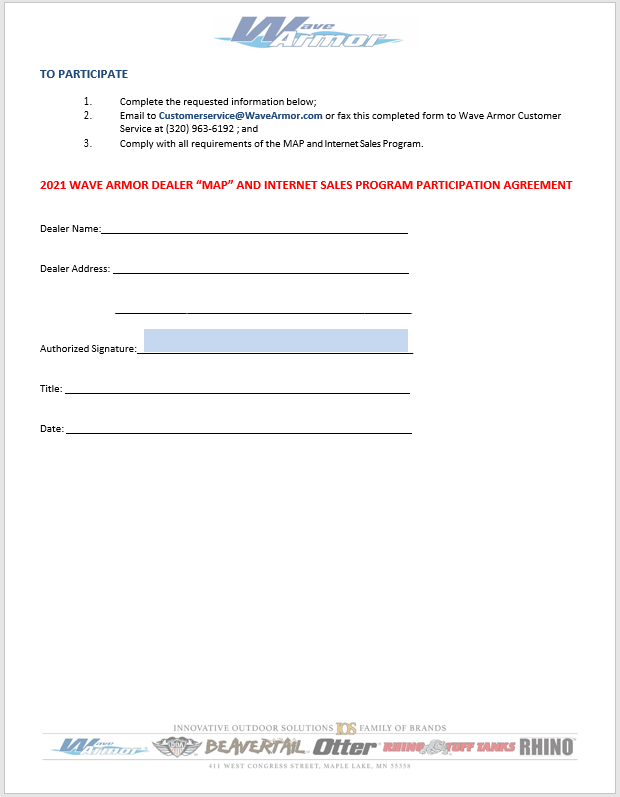 Wave
Armor
TO PARTICIPATE
1. Complete the requested information below;
2. Email to Customerservice@WaveArmor.com or fax this completed form to Wave Armor Customer
Service at (320) 963-6192 ; and
3. Comply with all requirements of the MAP and Internet Sales Program.
2021 WAVE ARMOR DEALER “MAP” AND INTERNET SALES PROGRAM PARTICIPATION AGREEMENT
Dealer Name:
Dealer Address:
Authorized Signature:
Title:
Date:
INNOVATIVE OUTDOOR SOLUTIONS IOS FAMILY OF BRANDS
Wave Armor BEAVERTAIL Otter RHINO TUFF TANKS RHINO
411 WEST CONGRESS STREET, MAPLE LAKE, MN 55358